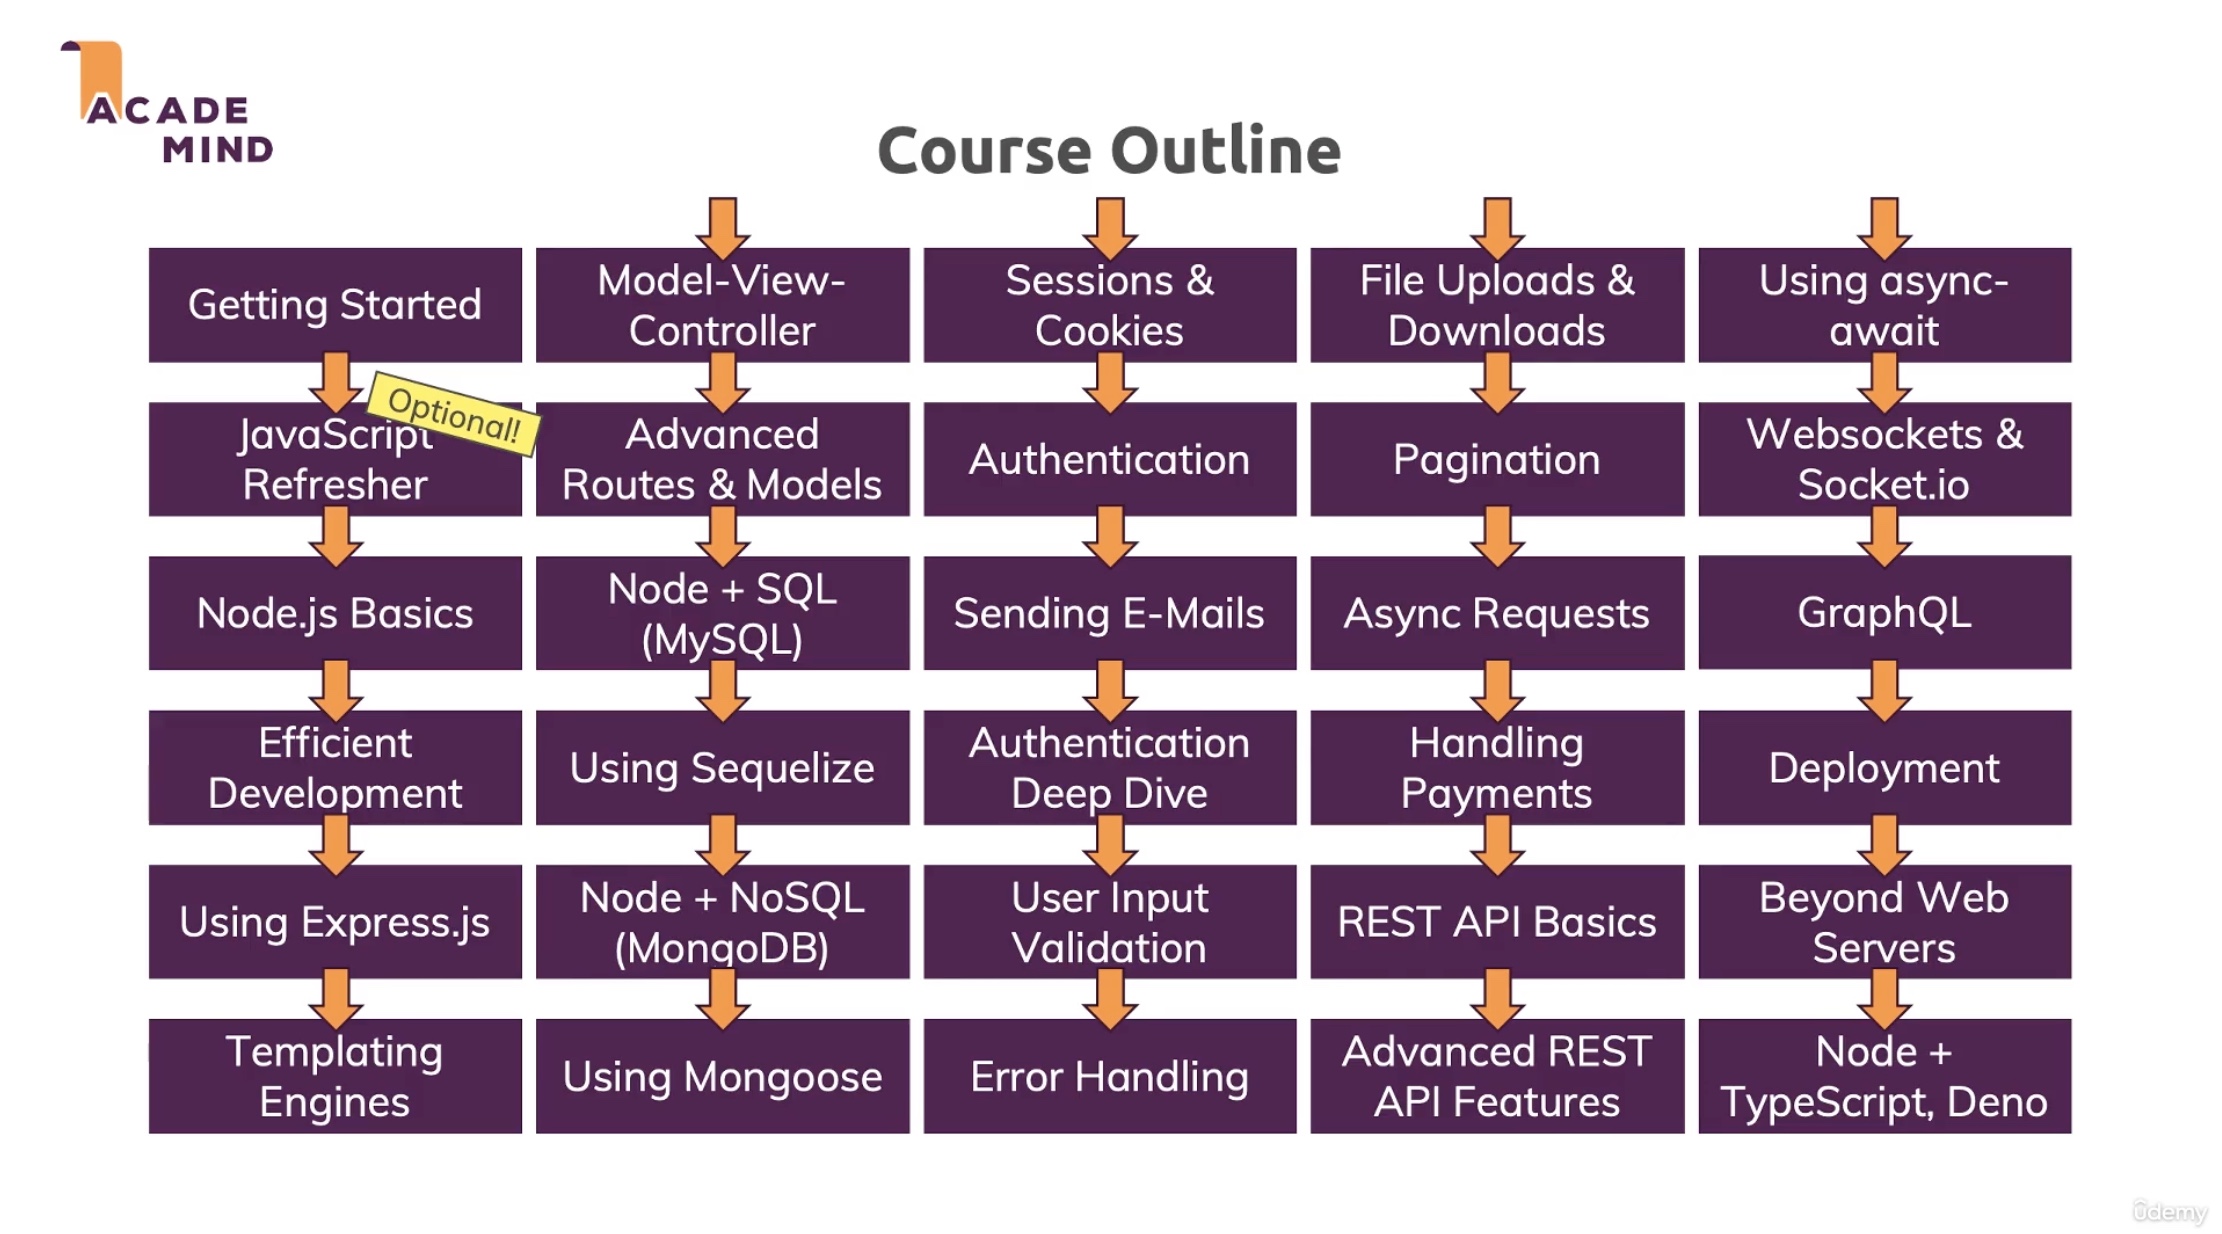 ACADE
MIND
Course Outline
Getting Started
Optional!
JavaScript
Refresher
Node.js Basics
Efficient
Development
Using Express.js
Templating
Engines
Model-View-
Controller
Advanced
Routes & Models
Node + SQL
(MySQL)
Using Sequelize
Node + NoSQL
(MongoDB)
Using Mongoose
Sessions &
Cookies
Authentication
Sending E-Mails
Authentication
Deep Dive
User Input
Validation
Error Handling
File Uploads &
Downloads
Pagination
Async Requests
Handling
Payments
REST API Basics
Advanced REST
API Features
Using async-
await
Websockets &
Socket.io
GraphQL
Deployment
Beyond Web
Servers
Node +
TypeScript, Deno
ûdemy